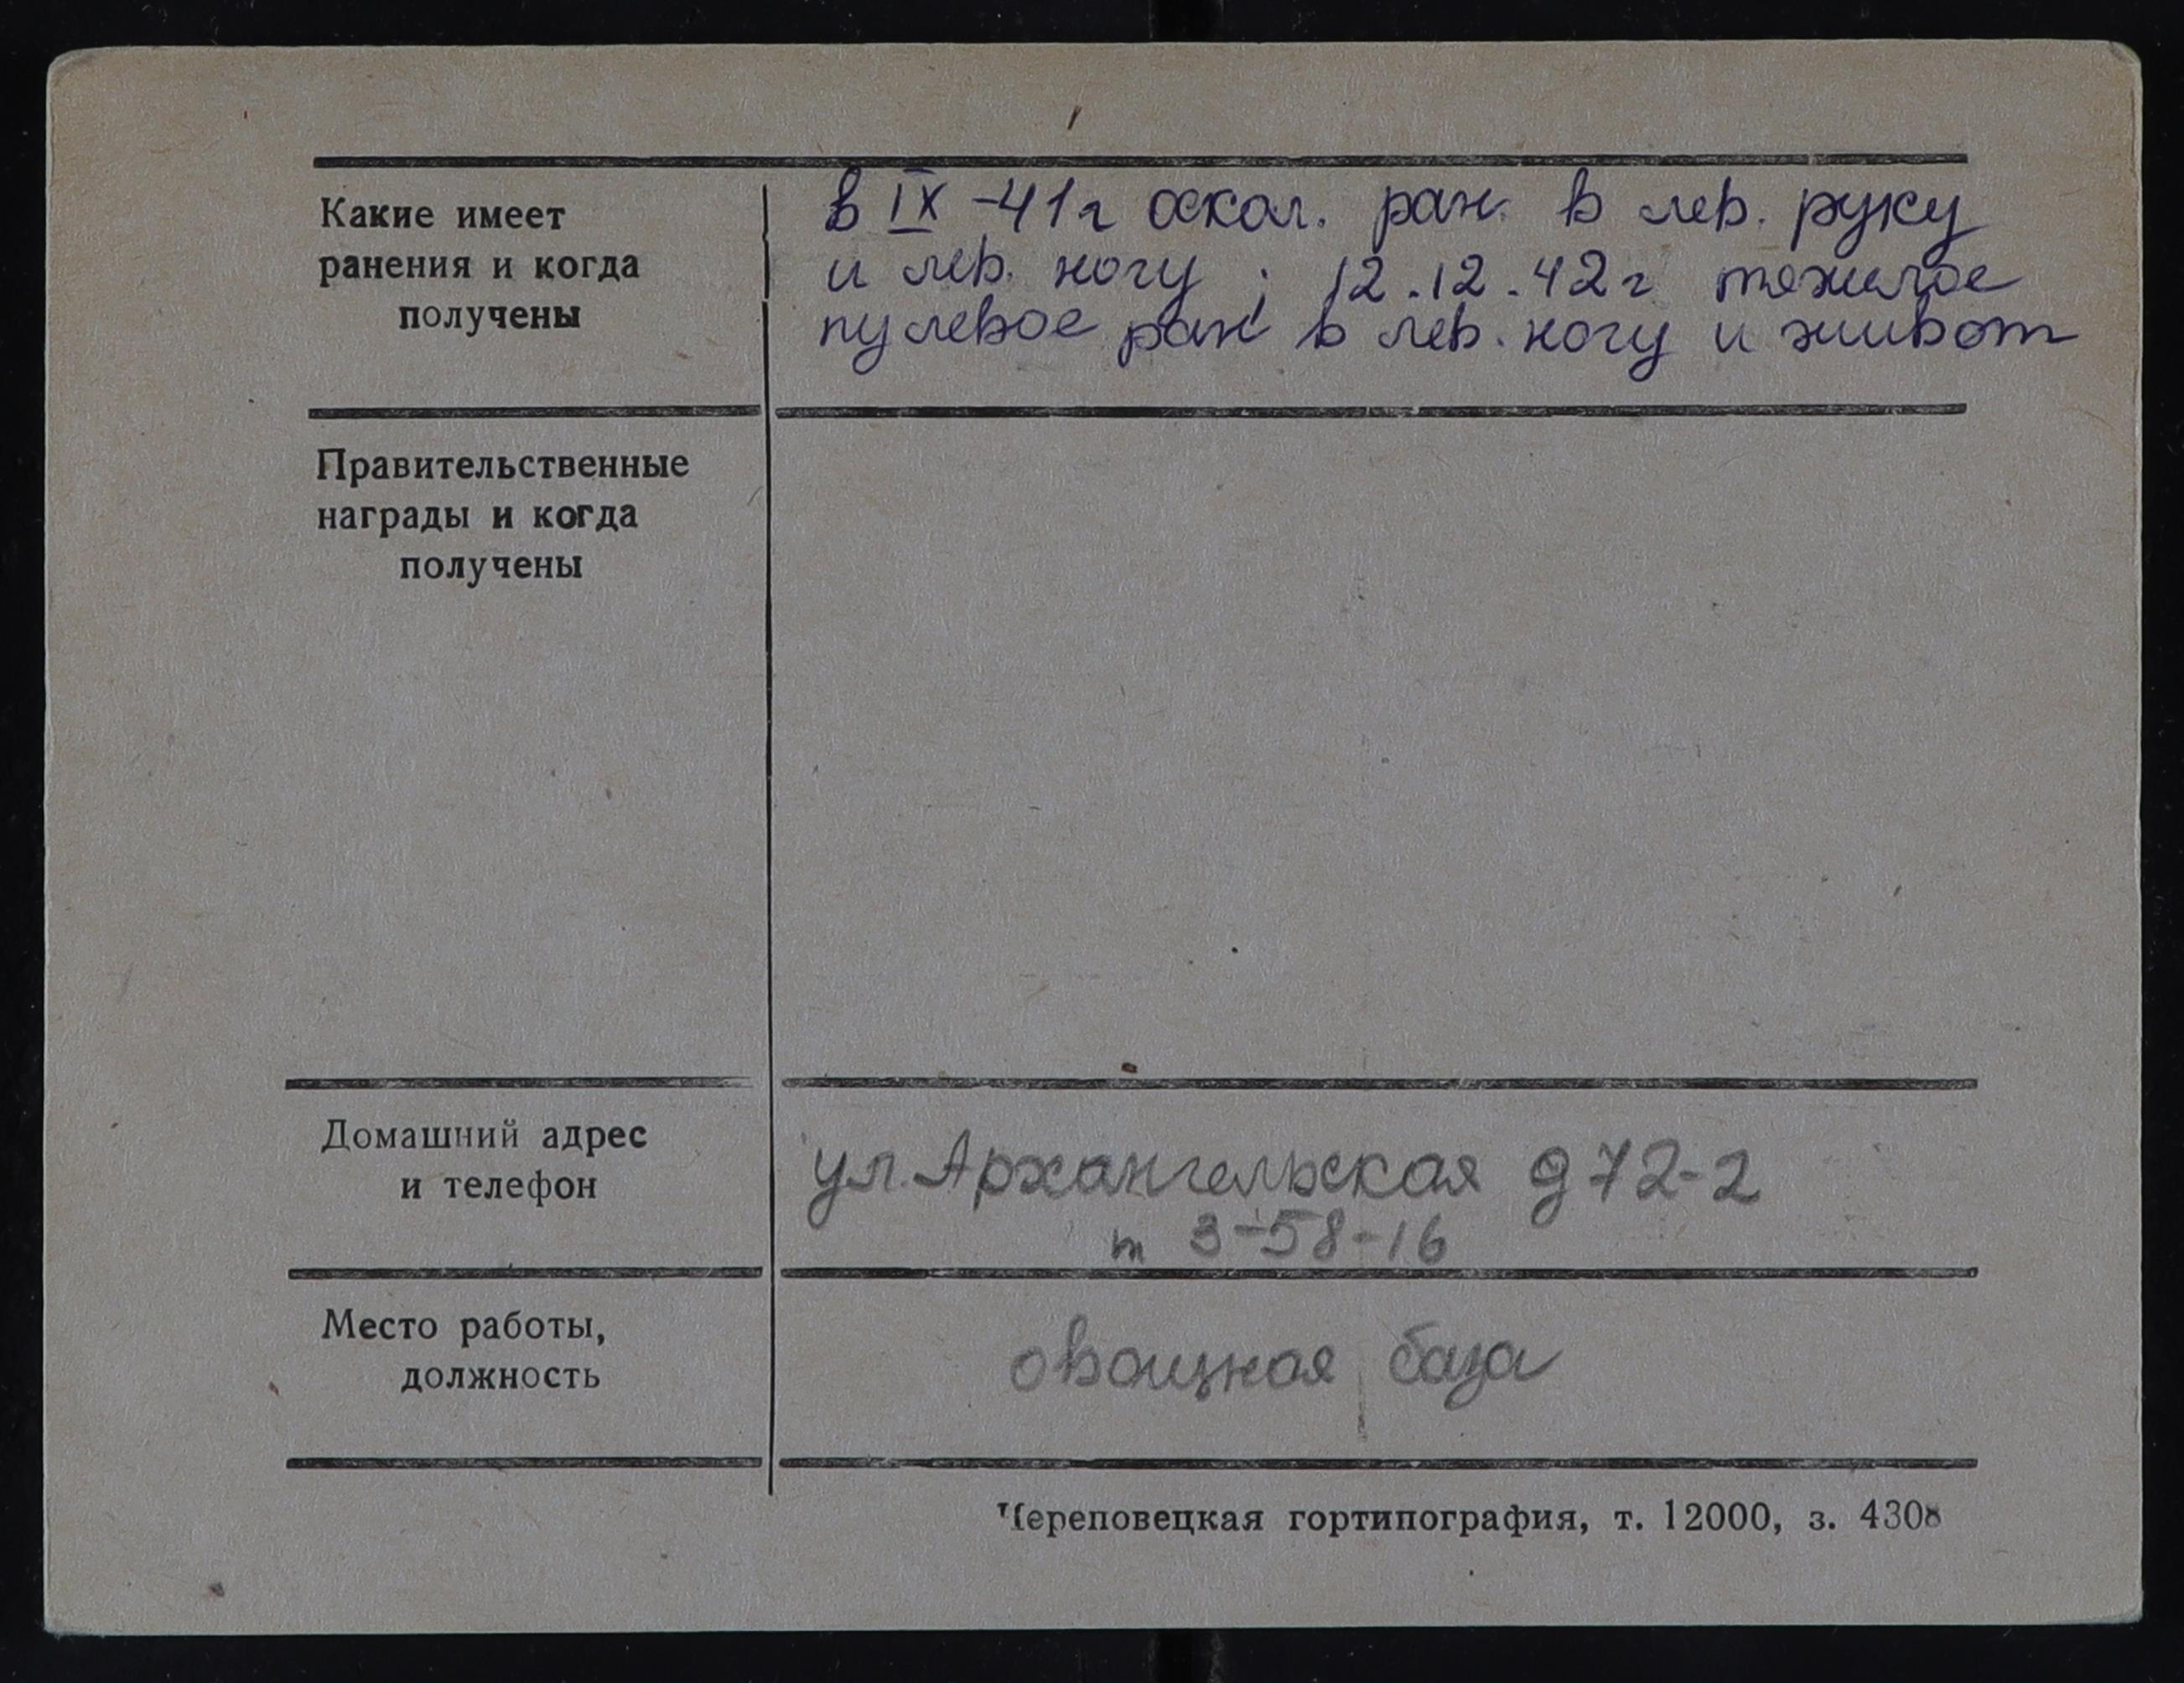 Какие имеет
ранения и когда
получены
в IX-41г оскол. ран. в лев. руку
и лев. ногу; 12.12.42г тяжелое
пулевое ран в лев. ногу и живот
Правительственные
награды и когда
получены
Домашний адрес
и телефон
ул. Архангельская д 72-2
т 3-58-16
Место работы,
должность
овощная база
Череповецкая гортипография, т. 12000, з. 4308